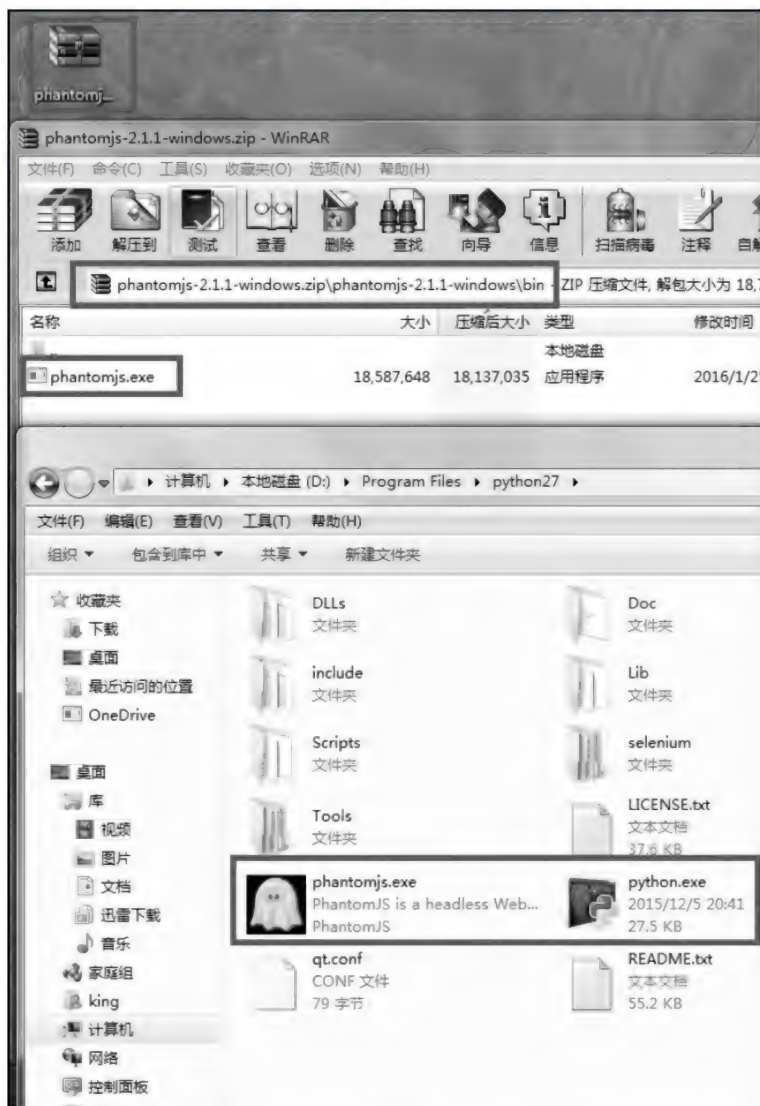 phantomj...
phantomjs-2.1.1-windows.zip - WinRAR
文件(F) 命令(C) 工具(S) 收藏夹(O) 选项(N) 帮助(H)
添加 解压到 测试 查看 删除 查找 向导 信息 扫描病毒 注释
phantomjs-2.1.1-windows.zip\phantomjs-2.1.1-windows\bin - ZIP 压缩文件, 解包大小为 18,
名称 大小 压缩后大小 类型 修改时间
.. 本地磁盘
phantomjs.exe 18,587,648 18,137,035 应用程序 2016/1/2
计算机 本地磁盘 (D:) Program Files python27
文件(F) 编辑(E) 查看(V) 工具(T) 帮助(H)
组织 包含到库中 共享 新建文件夹
收藏夹
下载
桌面
最近访问的位置
OneDrive
桌面
库
视频
图片
文档
迅雷下载
音乐
家庭组
king
计算机
网络
控制面板
DLLs
文件夹
Doc
文件夹
include
文件夹
Lib
文件夹
Scripts
文件夹
selenium
文件夹
Tools
文件夹
LICENSE.txt
文本文档
37.6 KB
phantomjs.exe
PhantomJS is a headless Web...
PhantomJS
python.exe
2015/12/5 20:41
27.5 KB
qt.conf
CONF 文件
79 字节
README.txt
文本文档
55.2 KB